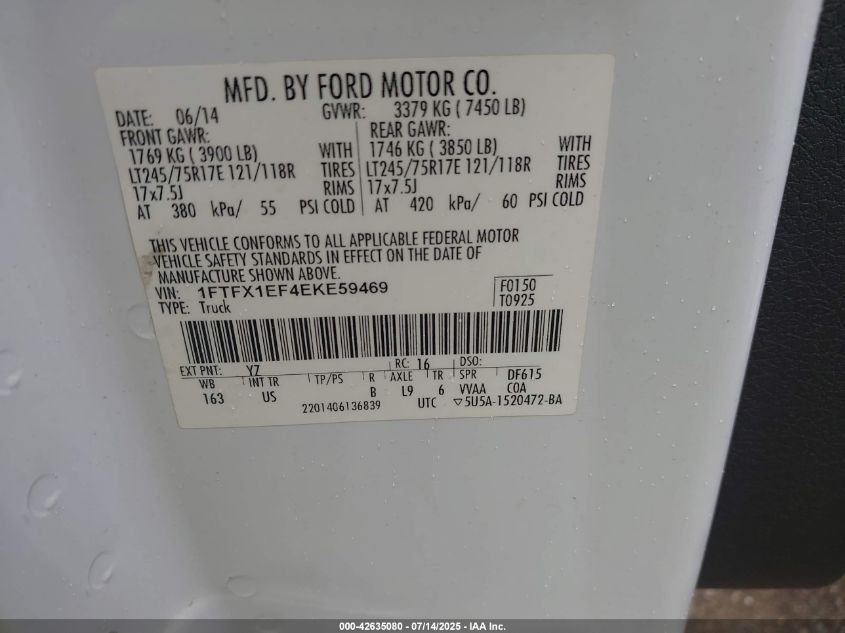 MFD. BY FORD MOTOR CO.
DATE: 06/14 GVWR: 3379 KG ( 7450 LB)
FRONT GAWR: REAR GAWR:
1769 KG ( 3900 LB) WITH 1746 KG ( 3850 LB) WITH
LT245/75R17E 121/118R TIRES LT245/75R17E 121/118R TIRES
17x7.5J RIMS 17x7.5J RIMS
AT 380 kPa/ 55 PSI COLD AT 420 kPa/ 60 PSI COLD
THIS VEHICLE CONFORMS TO ALL APPLICABLE FEDERAL MOTOR
VEHICLE SAFETY STANDARDS IN EFFECT ON THE DATE OF
MANUFACTURE SHOWN ABOVE.
VIN: 1FTFX1EF4EKE59469 F0150
TYPE: Truck T0925
EXT PNT: YZ RC: 16 DSO:
WB INT TR TP/PS R AXLE TR SPR DF615
163 US B L9 6 VVAA COA
2201406136839 UTC ▽5U5A-1520472-BA
000-42635080 - 07/14/2025 - IAA Inc.